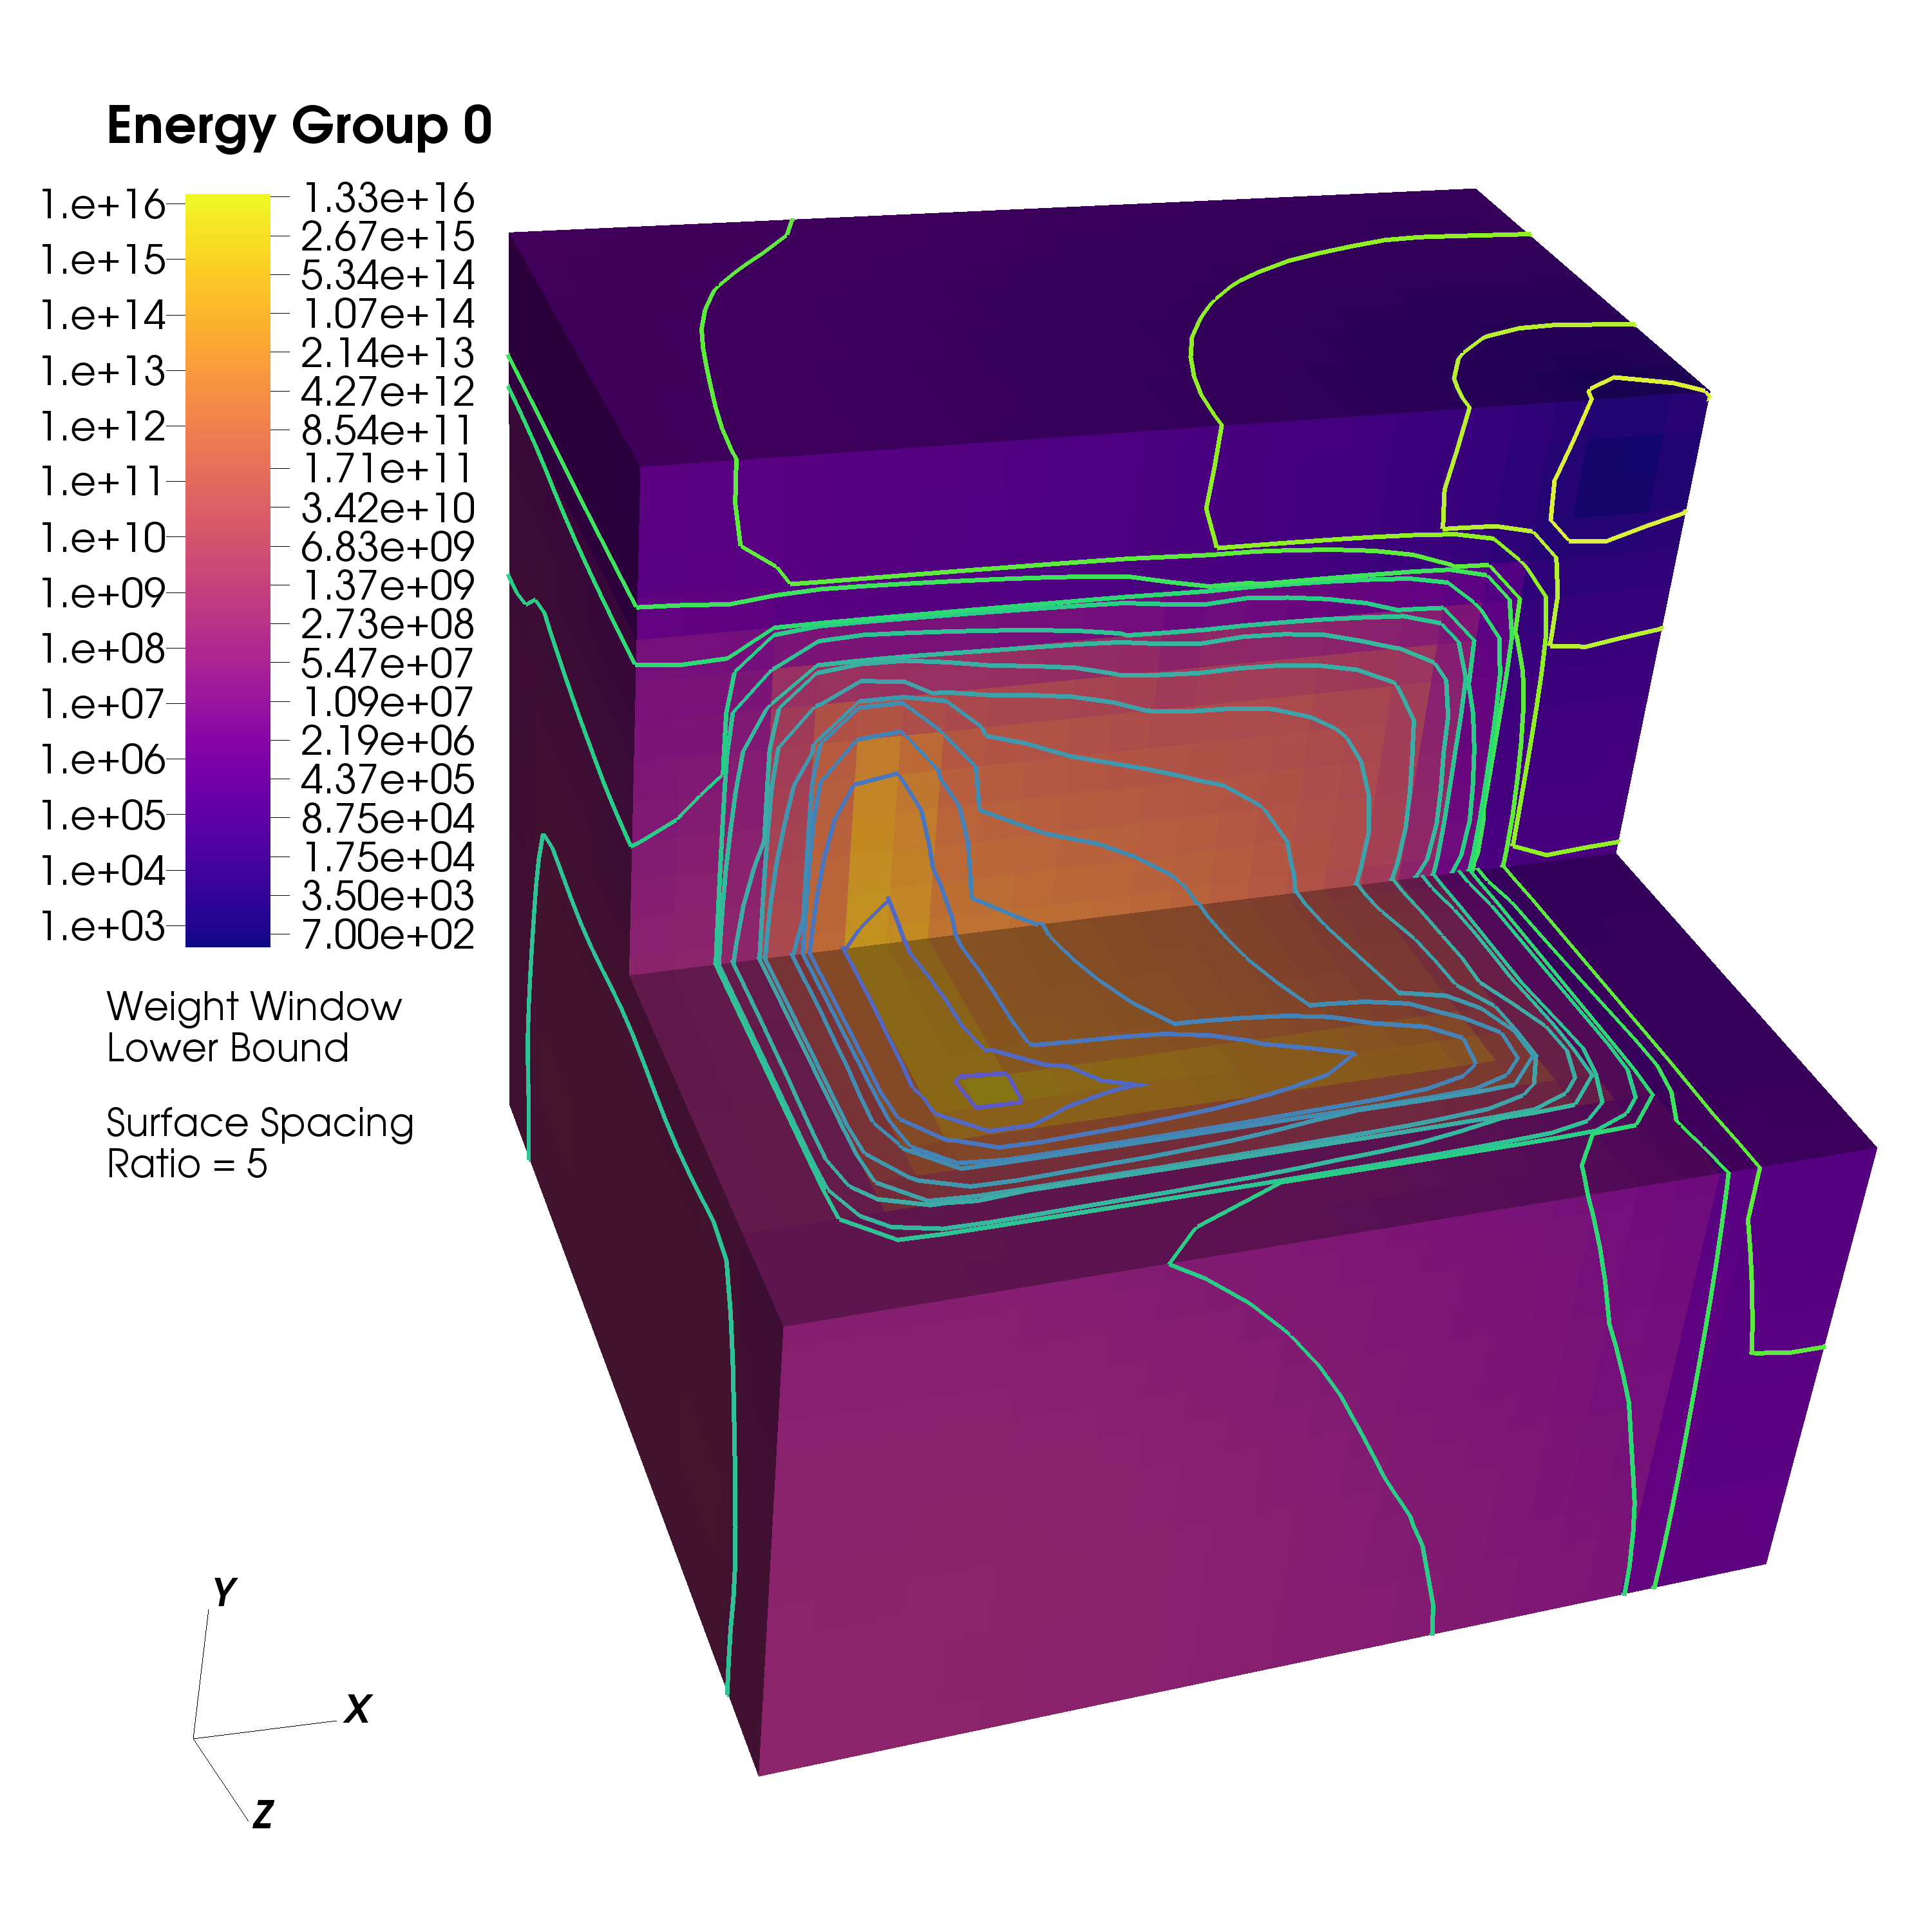 Energy Group 0
1.e+16
1.e+15
1.e+14
1.e+13
1.e+12
1.e+11
1.e+10
1.e+09
1.e+08
1.e+07
1.e+06
1.e+05
1.e+04
1.e+03
1.33e+16
2.67e+15
5.34e+14
1.07e+14
2.14e+13
4.27e+12
8.54e+11
1.71e+11
3.42e+10
6.83e+09
1.37e+09
2.73e+08
5.47e+07
1.09e+07
2.19e+06
4.37e+05
8.75e+04
1.75e+04
3.50e+03
7.00e+02
Weight Window
Lower Bound
Surface Spacing
Ratio = 5
Y
X
Z